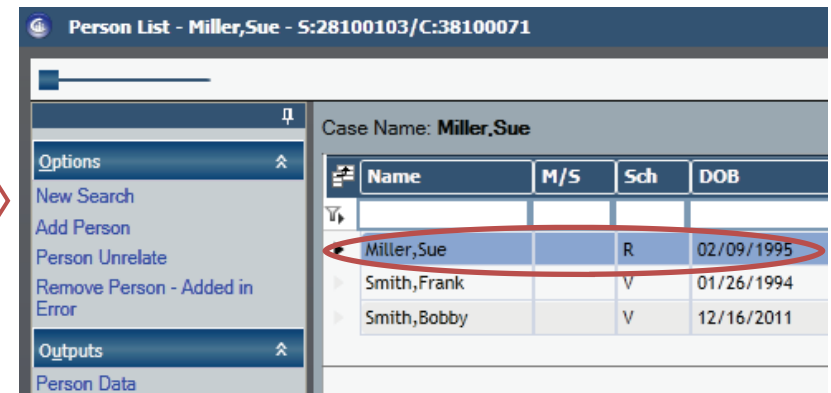 Person List - Miller,Sue - S:28100103/C:38100071
Options
New Search
Add Person
Person Unrelate
Remove Person - Added in
Error
Outputs
Person Data
Case Name: Miller,Sue
Name M/S Sch DOB
Miller,Sue R 02/09/1995
Smith,Frank V 01/26/1994
Smith,Bobby V 12/16/2011